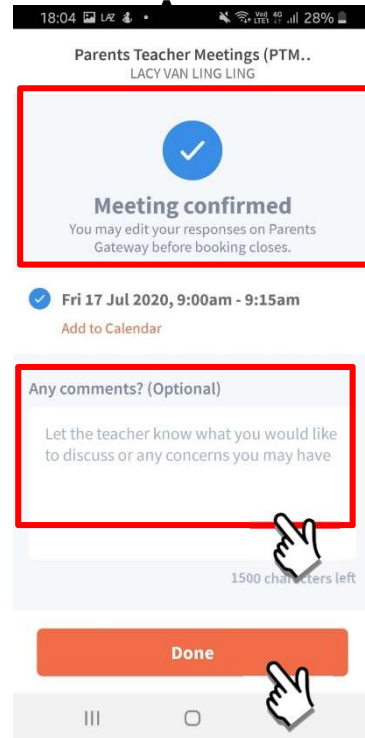 18:04 LAZ 28%
Parents Teacher Meetings (PTM..
LACY VAN LING LING
Meeting confirmed
You may edit your responses on Parents
Gateway before booking closes.
Fri 17 Jul 2020, 9:00am - 9:15am
Add to Calendar
Any comments? (Optional)
Let the teacher know what you would like
to discuss or any concerns you may have
1500 characters left
Done